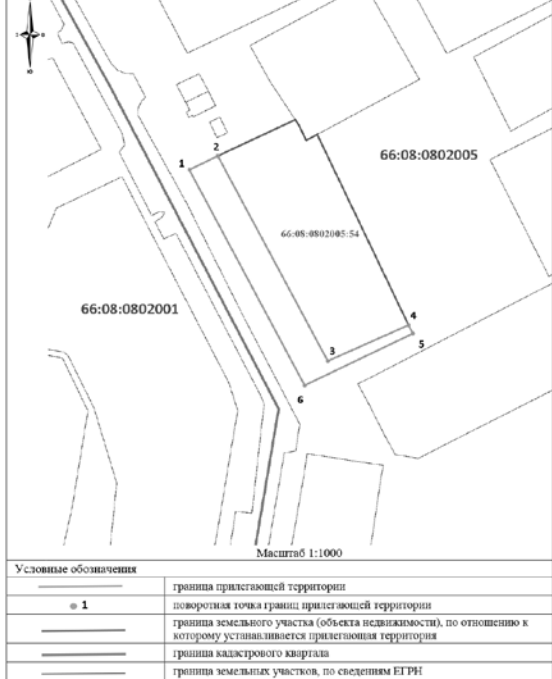 2
1
66:08:0802005
66:08:0802005:54
66:08:0802001
4
5
3
6
Масштаб 1:1000
Условные обозначения
граница прилегающей территории
1
поворотная точка границ прилегающей территории
граница земельного участка (объекта недвижимости), по отношению к
которому устанавливается прилегающая территория
граница кадастрового квартала
граница земельных участков, по сведениям ЕГРН